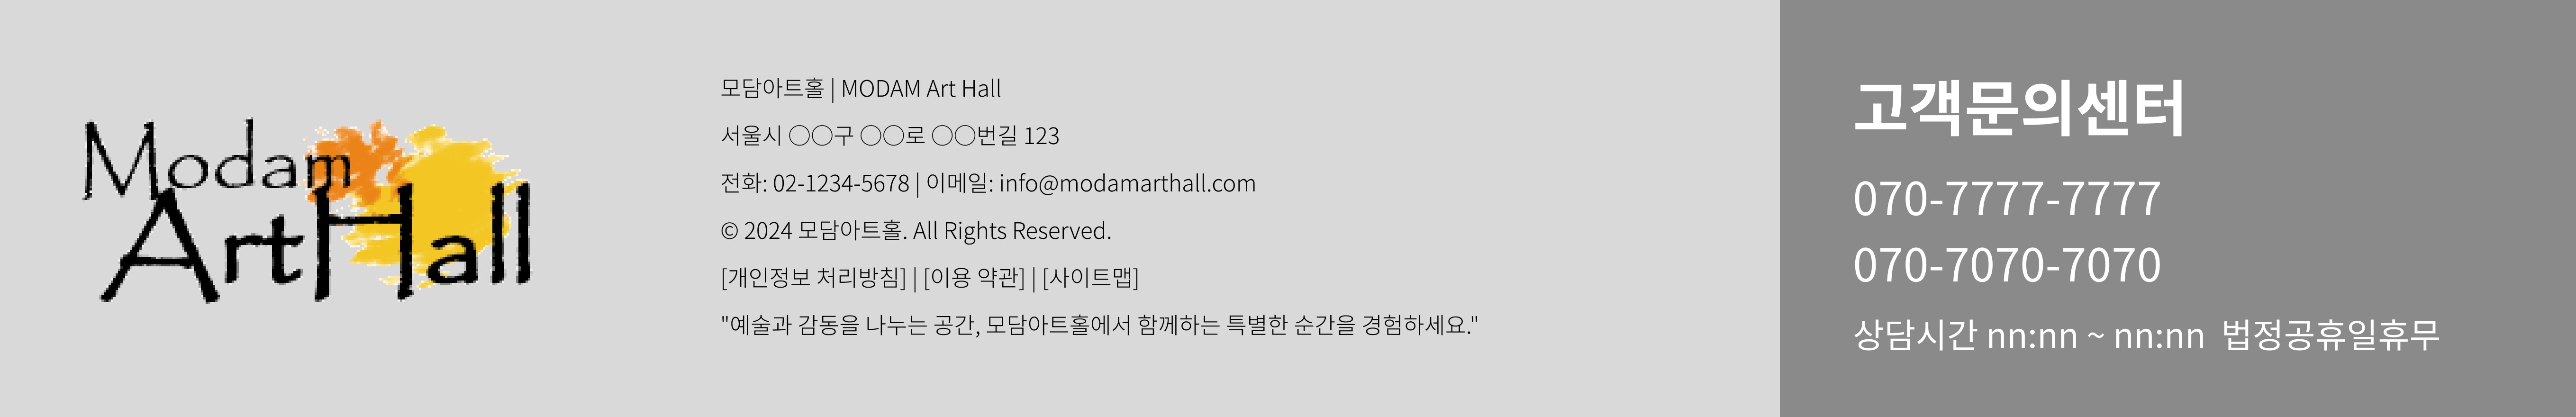 Modam
ArtHall
모담아트홀 | MODAM Art Hall
서울시 ○○구 ○○로 ○○번길 123
전화: 02-1234-5678 | 이메일: info@modamarthall.com
© 2024 모담아트홀. All Rights Reserved.
[개인정보 처리방침] | [이용 약관] | [사이트맵]
"예술과 감동을 나누는 공간, 모담아트홀에서 함께하는 특별한 순간을 경험하세요."
고객문의센터
070-7777-7777
070-7070-7070
상담시간 nn:nn ~ nn:nn 법정공휴일휴무